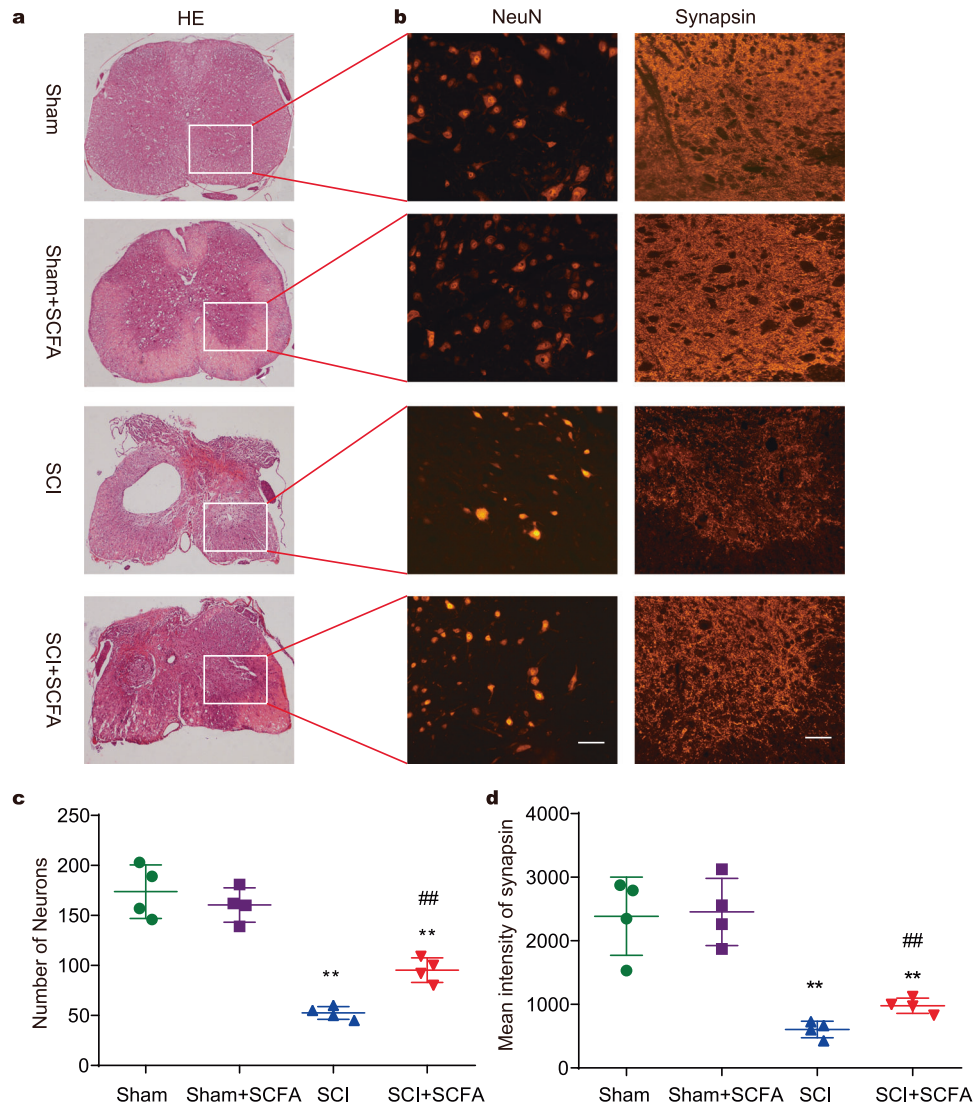 a
HE
b
NeuN
Synapsin
Sham
Sham+SCFA
SCI
SCI+SCFA
c
Number of Neurons
250
200
150
100
50
0
**
##
**
Sham
Sham+SCFA
SCI
SCI+SCFA
d
Mean intensity of synapsin
4000
3000
2000
1000
0
**
##
**
Sham
Sham+SCFA
SCI
SCI+SCFA